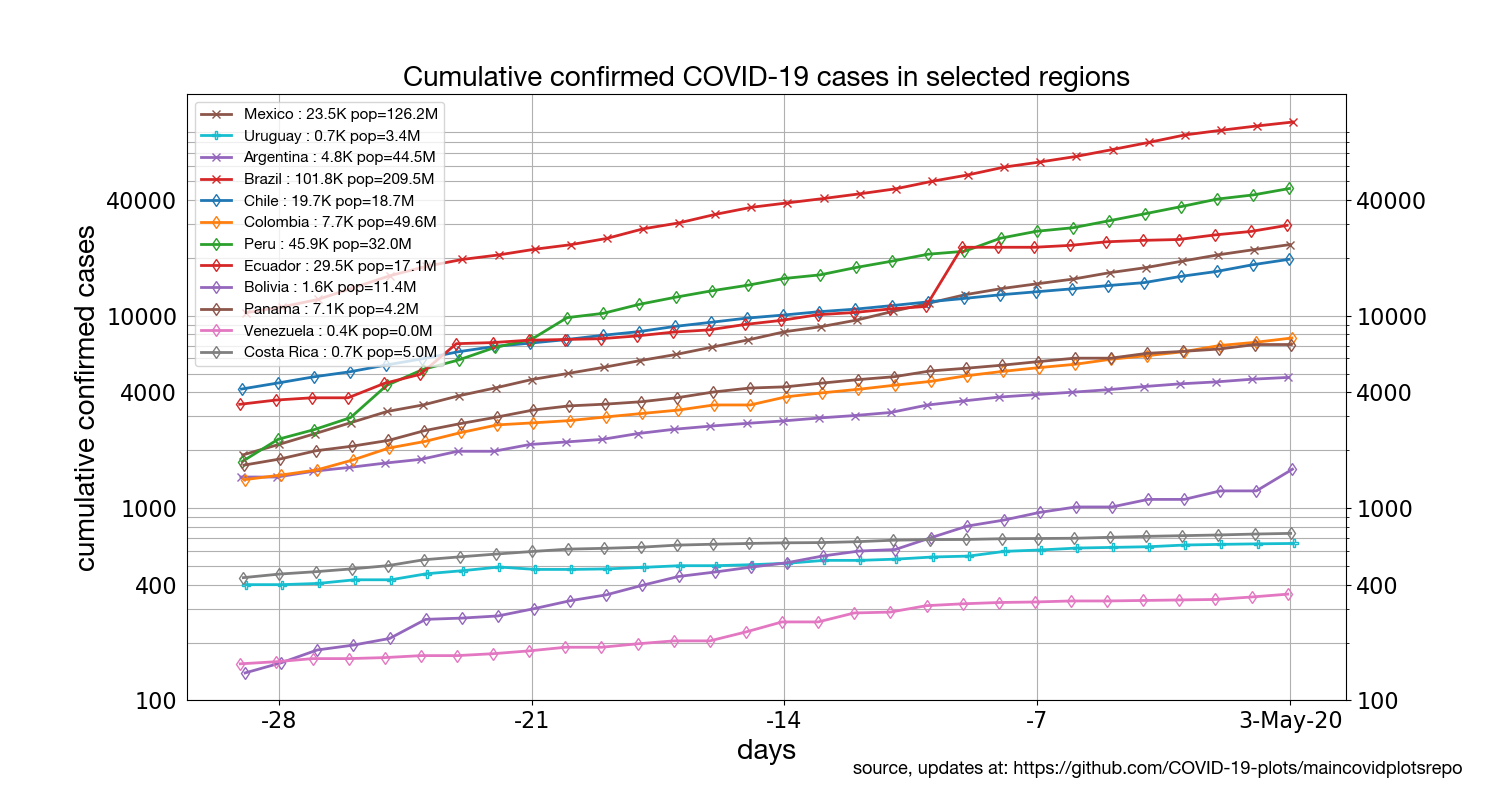 Cumulative confirmed COVID-19 cases in selected regions
Mexico : 23.5K pop=126.2M
Uruguay : 0.7K pop=3.4M
Argentina : 4.8K pop=44.5M
Brazil : 101.8K pop=209.5M
Chile : 19.7K pop=18.7M
Colombia : 7.7K pop=49.6M
Peru : 45.9K pop=32.0M
Ecuador : 29.5K pop=17.1M
Bolivia : 1.6K pop=11.4M
Panama : 7.1K pop=4.2M
Venezuela : 0.4K pop=0.0M
Costa Rica : 0.7K pop=5.0M
cumulative confirmed cases
40000
10000
4000
1000
400
100
40000
10000
4000
1000
400
100
-28 -21 -14 -7 3-May-20
days
source, updates at: https://github.com/COVID-19-plots/maincovidplotsrepo